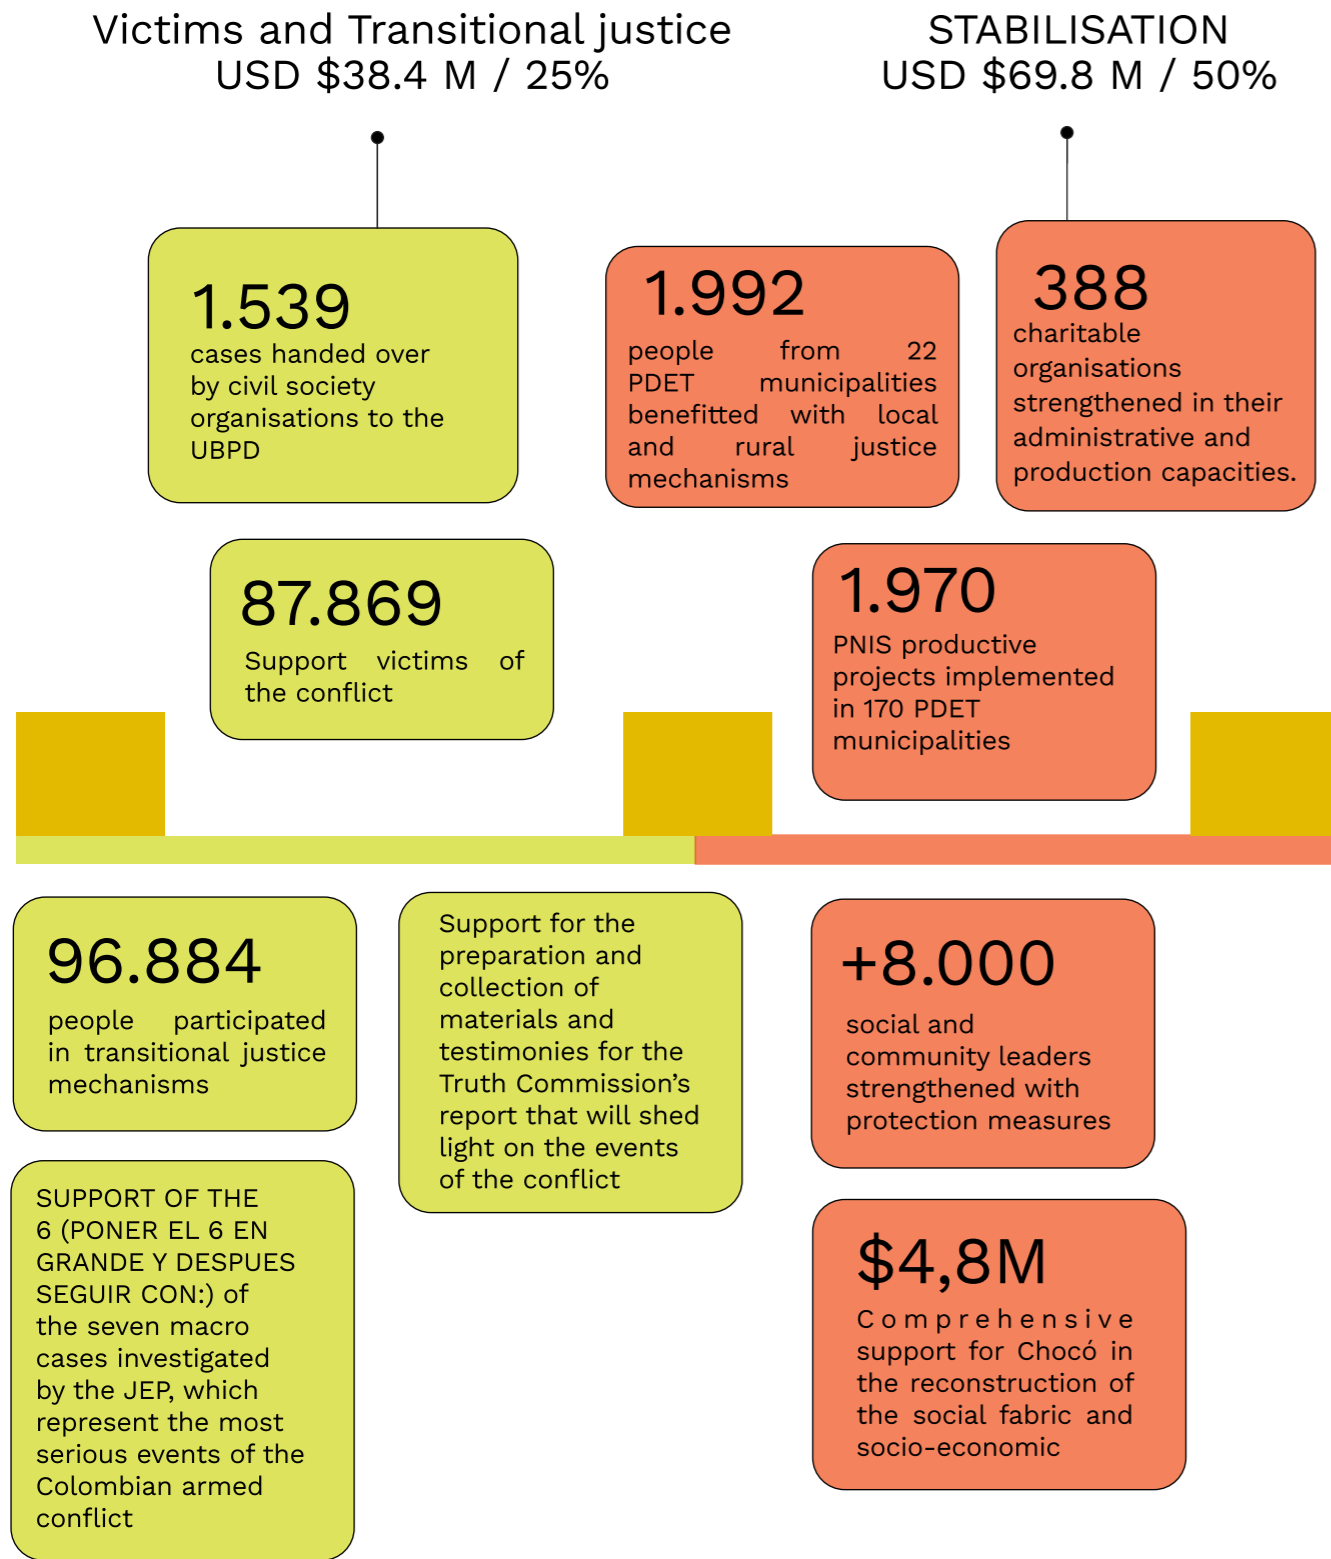 Victims and Transitional justice
USD $38.4 M / 25%
STABILISATION
USD $69.8 M / 50%
1.539
cases handed over
by civil society
organisations to the
UBPD
1.992
people from 22
PDET municipalities
benefitted with local
and rural justice
mechanisms
388
charitable
organisations
strengthened in their
administrative and
production capacities.
87.869
Support victims of
the conflict
1.970
PNIS productive
projects implemented
in 170 PDET
municipalities
96.884
people participated
in transitional justice
mechanisms
Support for the
preparation and
collection of
materials and
testimonies for the
Truth Commission’s
report that will shed
light on the events
of the conflict
+8.000
social and
community leaders
strengthened with
protection measures
SUPPORT OF THE
6 (PONER EL 6 EN
GRANDE Y DESPUES
SEGUIR CON:) of
the seven macro
cases investigated
by the JEP, which
represent the most
serious events of the
Colombian armed
conflict
$4,8M
Comprehensive
support for Chocó in
the reconstruction of
the social fabric and
socio-economic